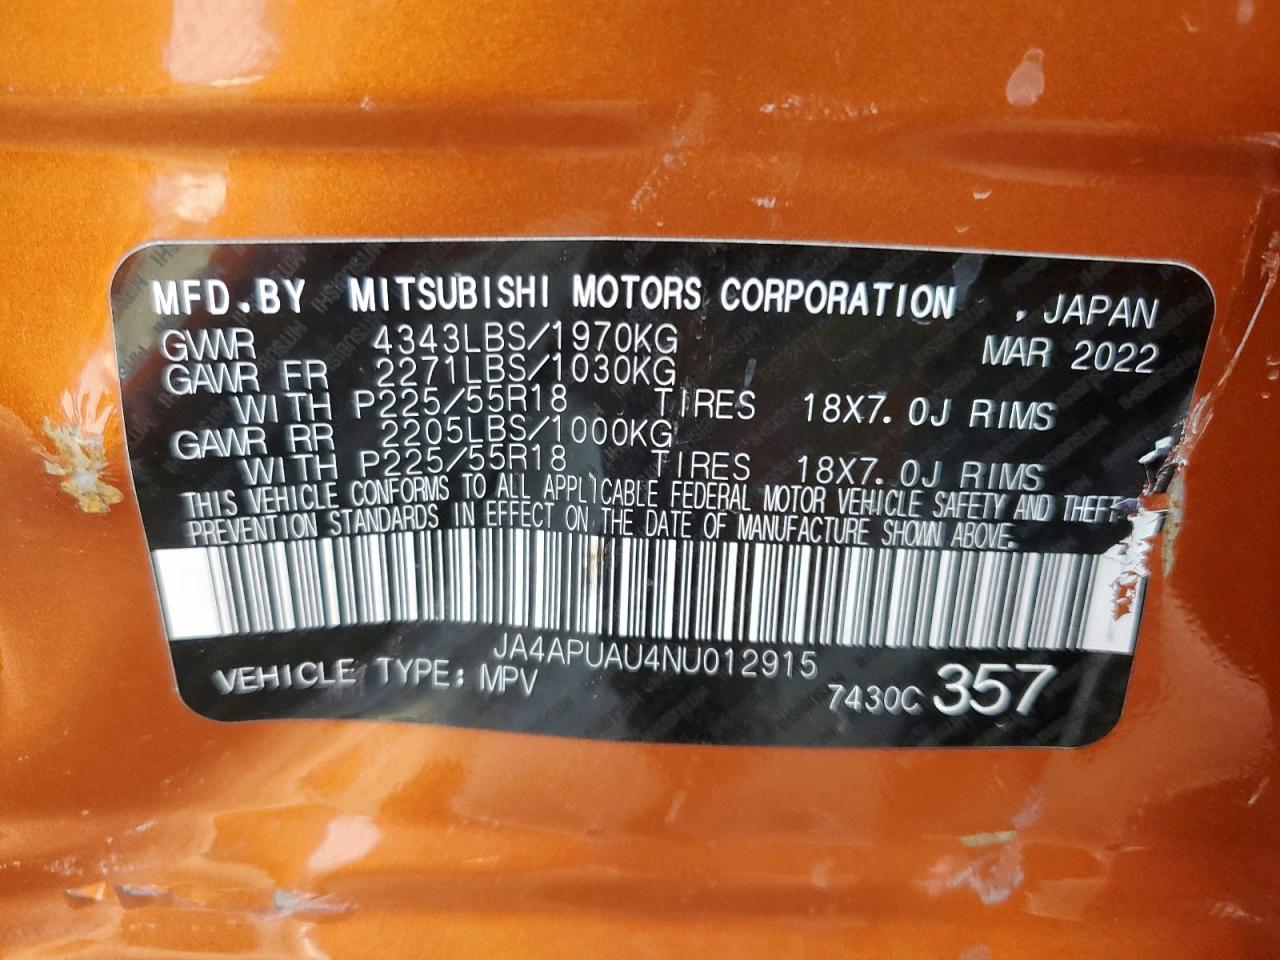 MFD.BY MITSUBISHI MOTORS CORPORATION , JAPAN
GVWR 4343LBS/1970KG MAR 2022
GAWR FR 2271LBS/1030KG
WITH P225/55R18 TIRES 18X7.0J RIMS
GAWR RR 2205LBS/1000KG
WITH P225/55R18 TIRES 18X7.0J RIMS
THIS VEHICLE CONFORMS TO ALL APPLICABLE FEDERAL MOTOR VEHICLE SAFETY AND THEFT
PREVENTION STANDARDS IN EFFECT ON THE DATE OF MANUFACTURE SHOWN ABOVE.
JA4APUAU4NU012915
VEHICLE TYPE: MPV 7430C 357